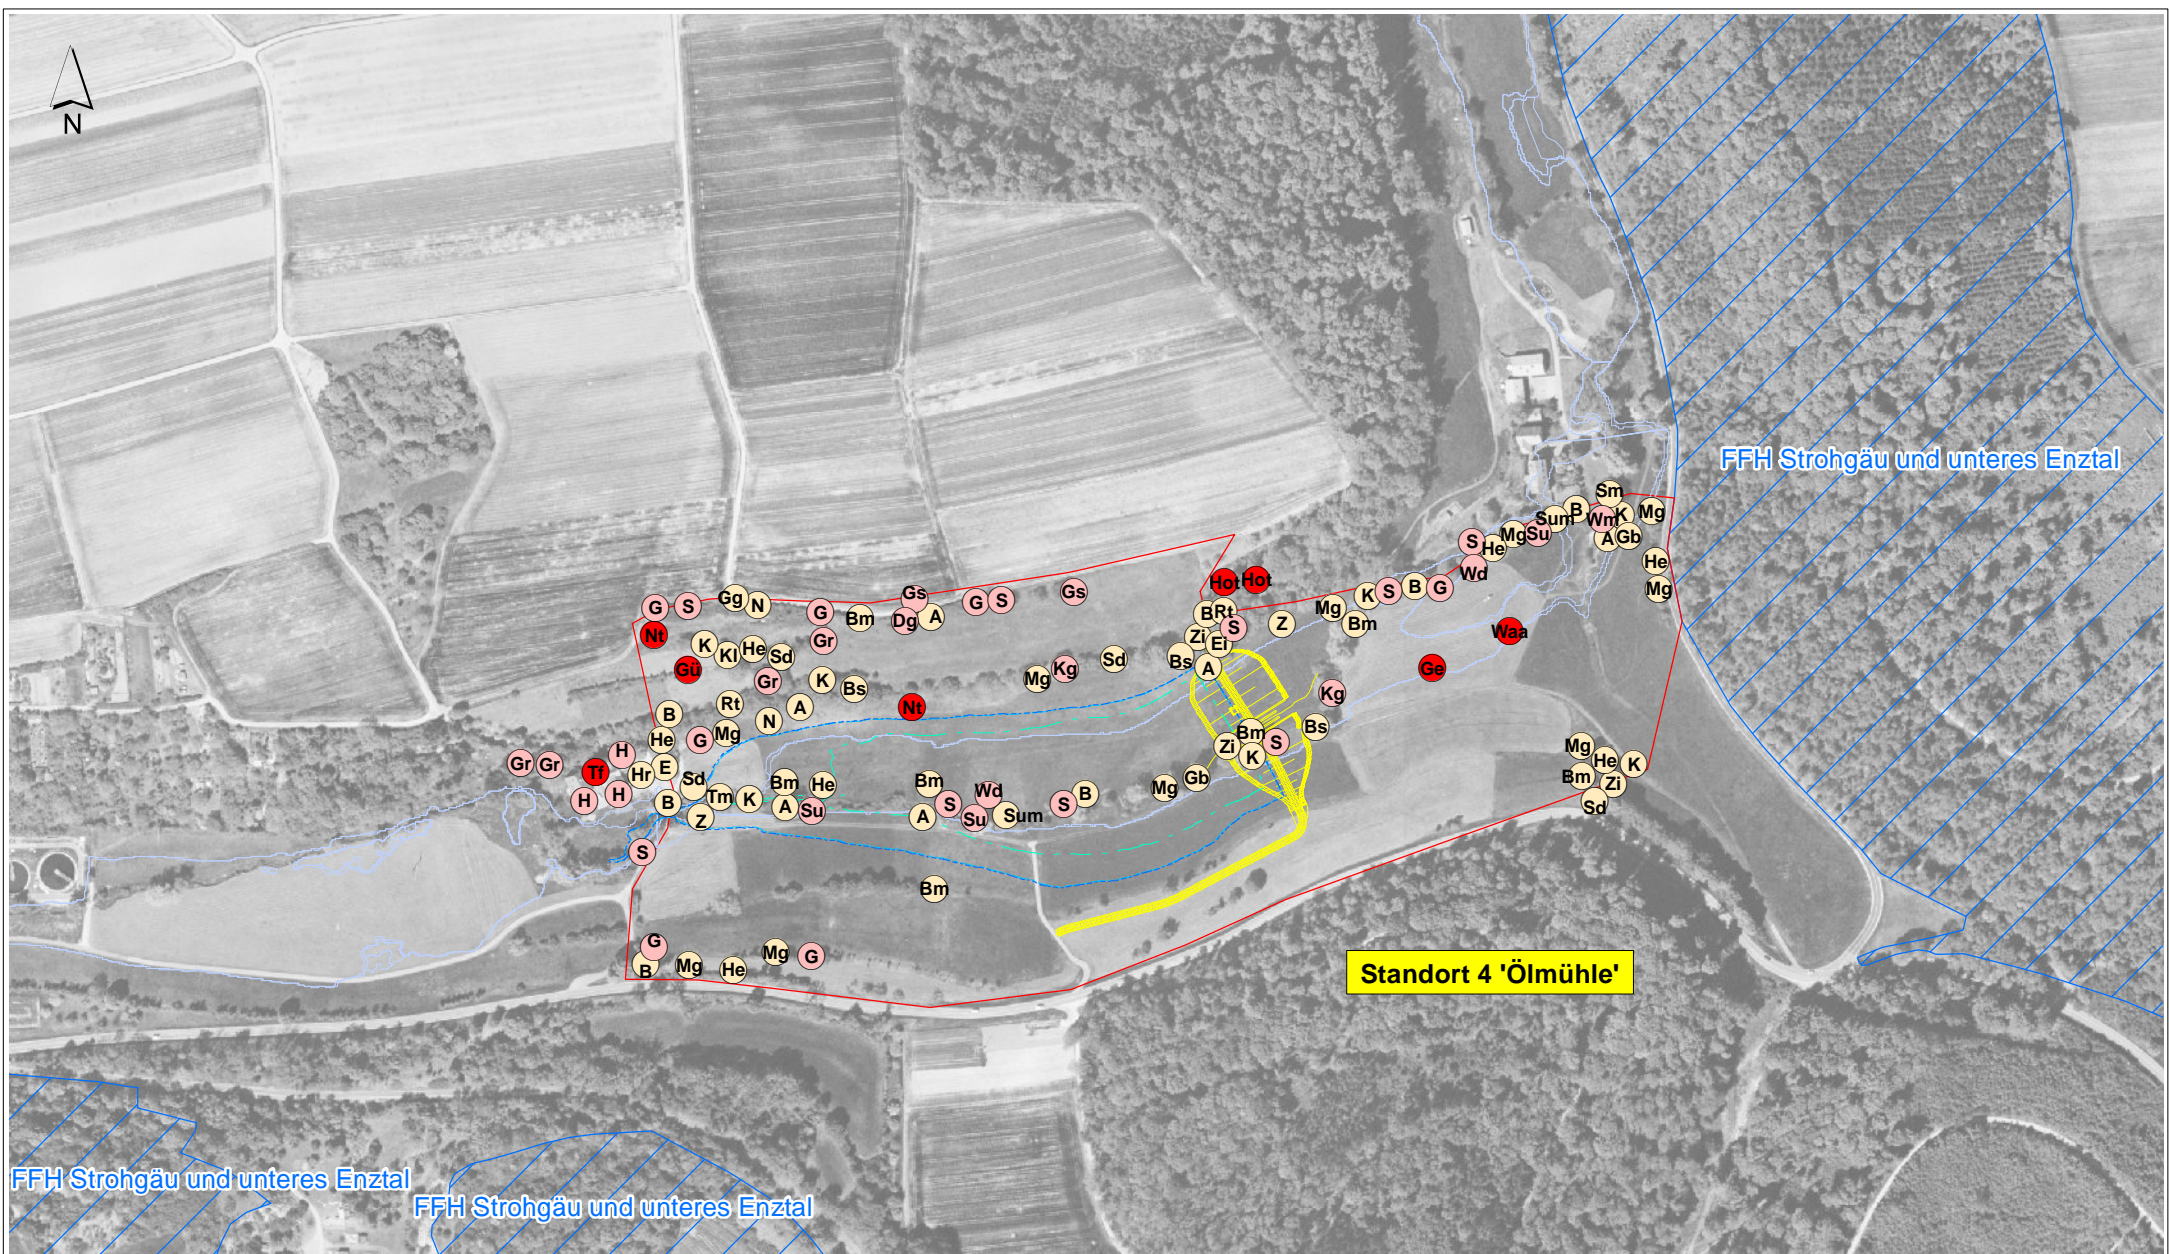 N
FFH Strohgäu und unteres Enztal
Sm
B
K
Mg
Sum
Wm
Su
Mg
A
Gb
S
He
He
Wd
Mg
Hot
Hot
K
S
B
G
Gs
Gs
G
S
Gg
N
G
Bm
Dg
A
G
S
B
Rt
Mg
Z
Bm
S
Nt
Gr
Zi
Ei
Waa
K
Kl
He
Sd
Bs
A
Gü
Gr
K
Bs
Mg
Kg
Sd
Ge
Kg
B
Rt
N
A
Nt
Bs
He
G
Mg
Bm
S
Zi
K
Mg
He
K
Gr
Gr
H
Tf
Hr
E
Bm
Zi
Sd
H
H
Sd
Bm
He
Bm
Wd
B
Mg
Gb
B
Tm
K
A
Su
S
S
Z
A
Su
Sum
S
Bm
G
B
Mg
He
Mg
G
Standort 4 'Ölmühle'
FFH Strohgäu und unteres Enztal
FFH Strohgäu und unteres Enztal